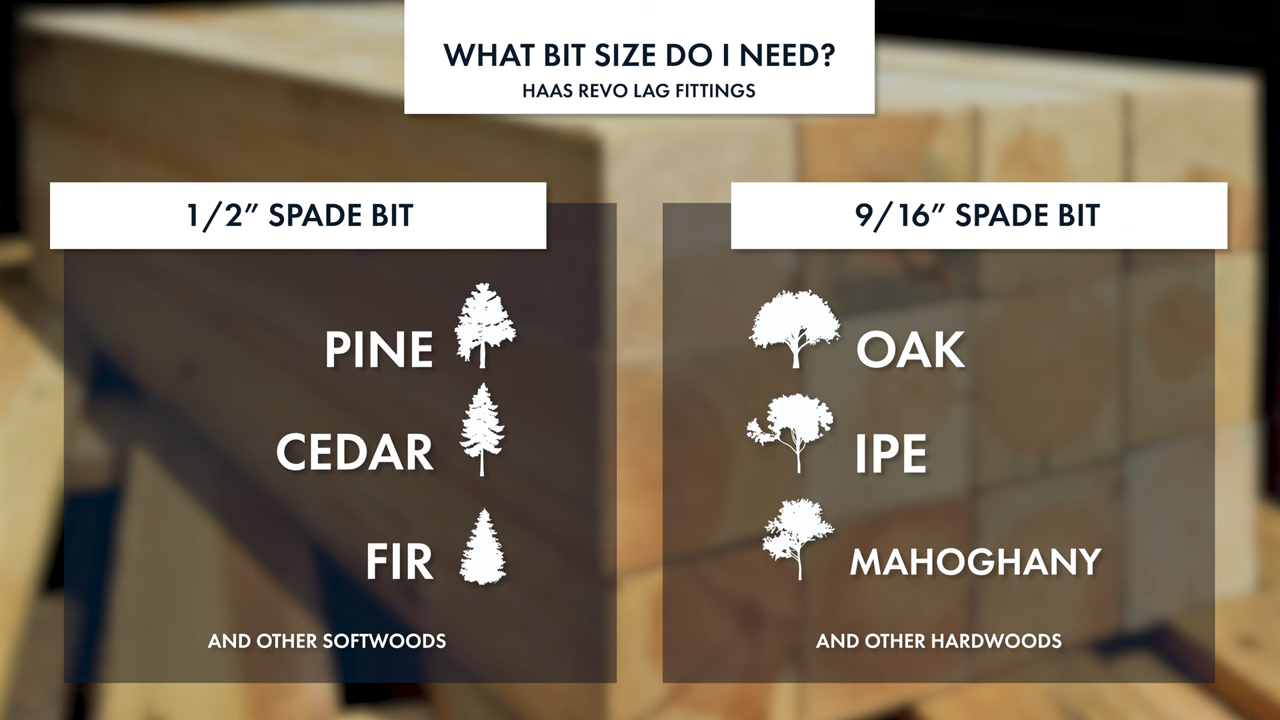 WHAT BIT SIZE DO I NEED?
HAAS REVO LAG FITTINGS
1/2” SPADE BIT
PINE
CEDAR
FIR
AND OTHER SOFTWOODS
9/16” SPADE BIT
OAK
IPE
MAHOGHANY
AND OTHER HARDWOODS